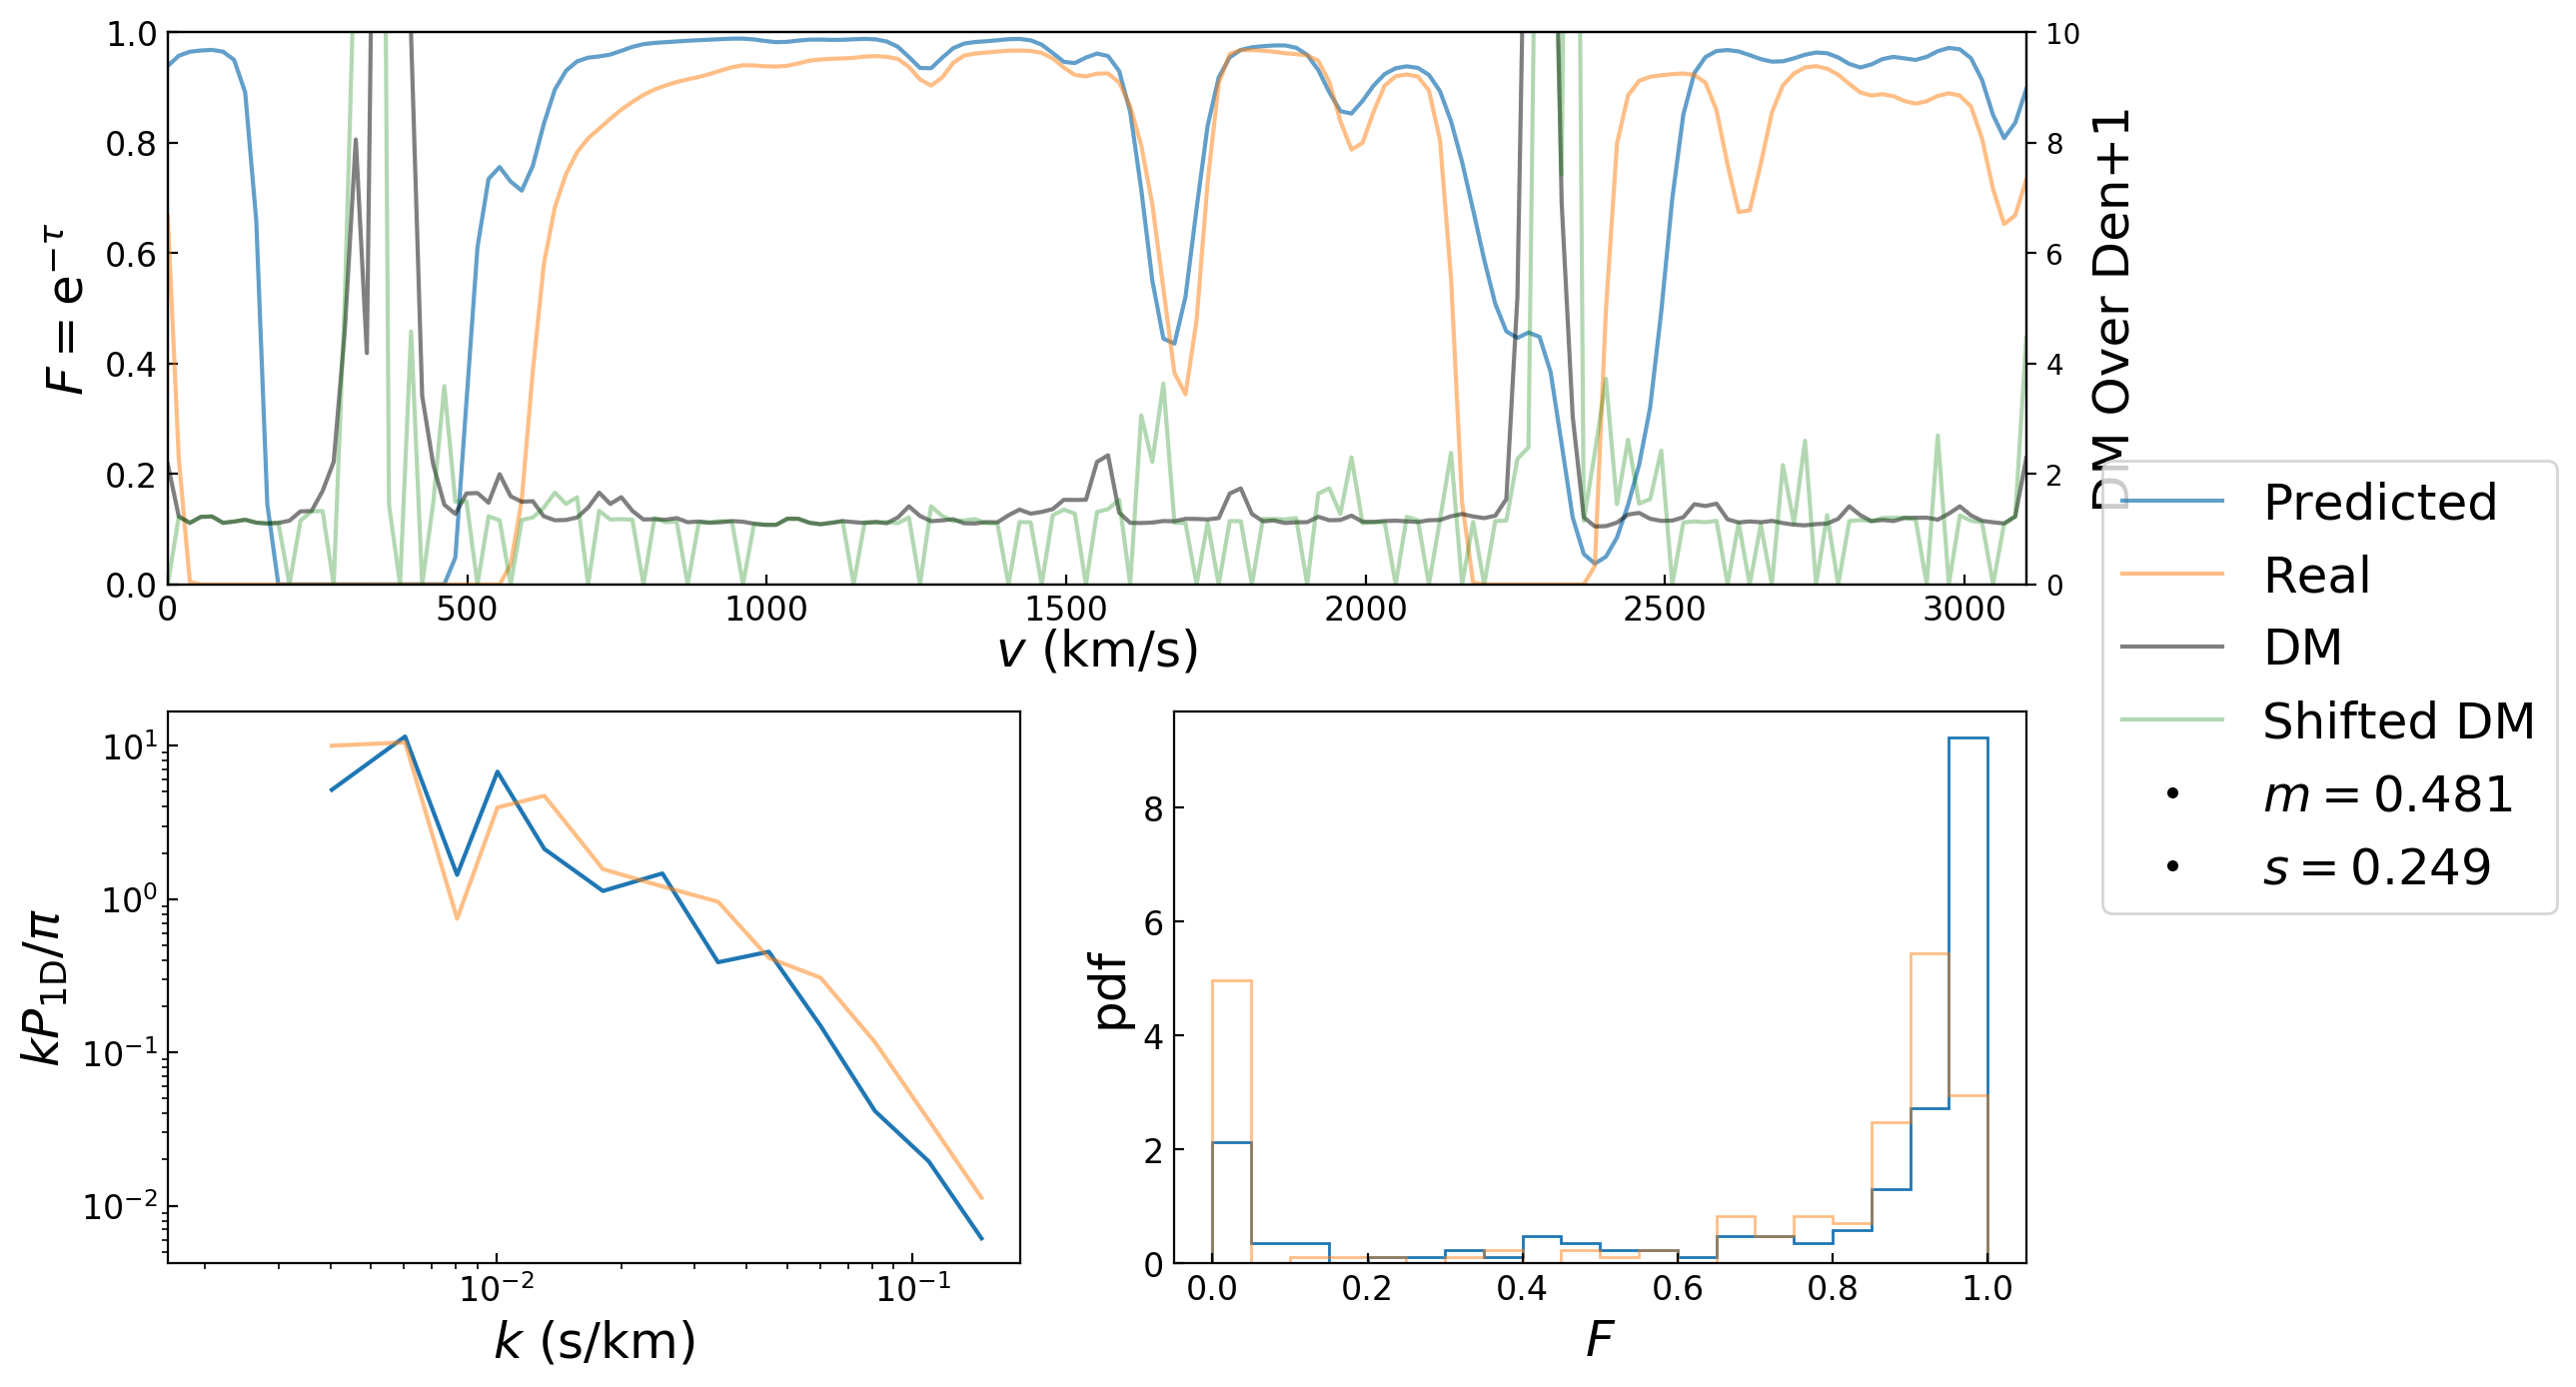 1.0
0.8
0.6
0.4
0.2
0.0
F = e^{-τ}
10
8
6
4
2
0
DM Over Den+1
0 500 1000 1500 2000 2500 3000
v (km/s)
Predicted
Real
DM
Shifted DM
m = 0.481
s = 0.249
10^1
10^0
10^{-1}
10^{-2}
kP_{1D}/π
10^{-2} 10^{-1}
k (s/km)
8
6
4
2
0
pdf
0.0 0.2 0.4 0.6 0.8 1.0
F